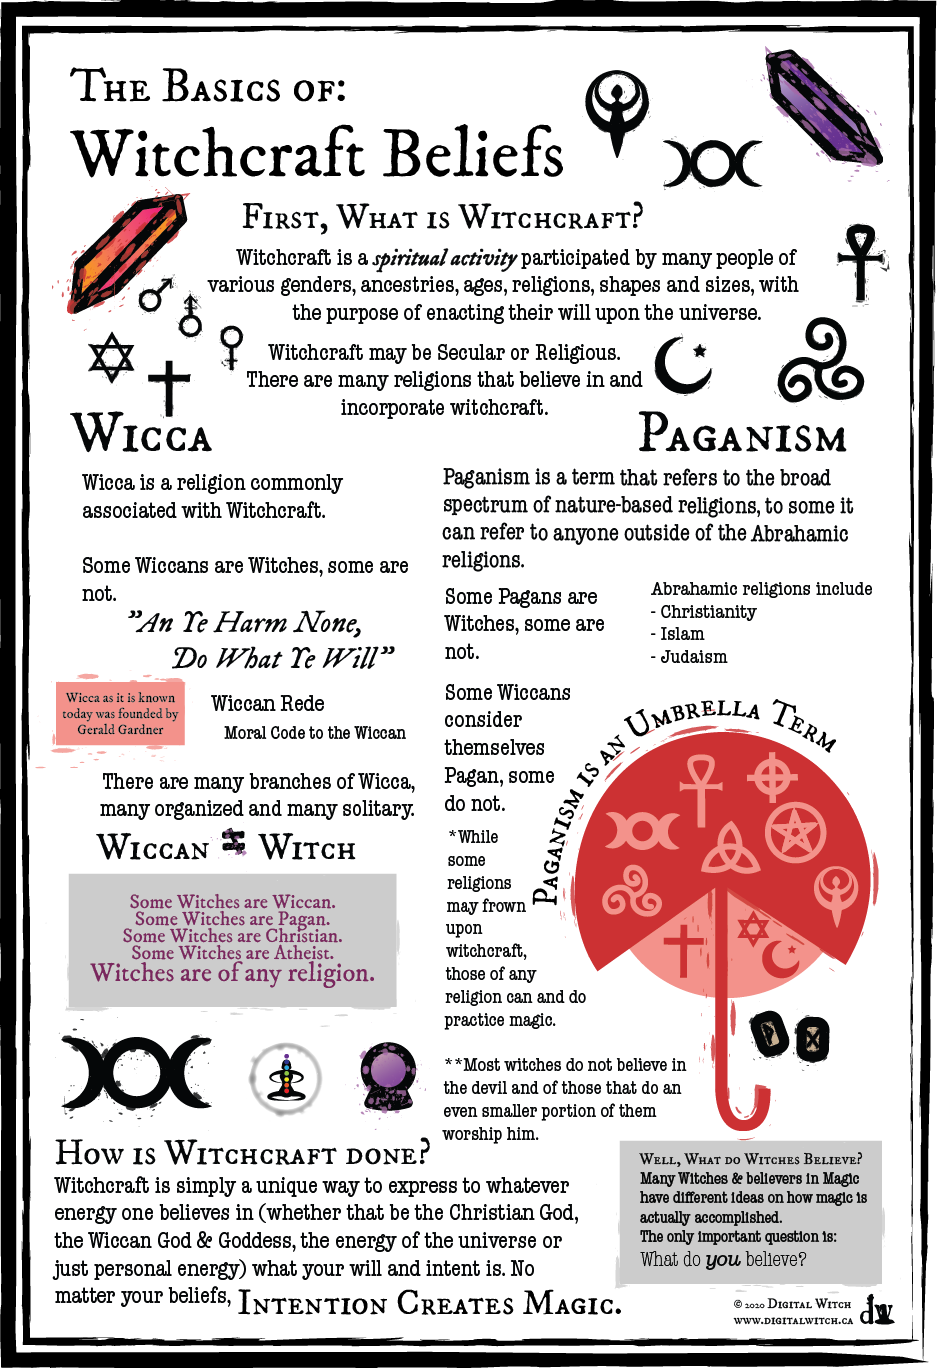 The Basics of:
Witchcraft Beliefs
First, What is Witchcraft?
Witchcraft is a spiritual activity participated by many people of
various genders, ancestries, ages, religions, shapes and sizes, with
the purpose of enacting their will upon the universe.
Witchcraft may be Secular or Religious.
There are many religions that believe in and
incorporate witchcraft.
Wicca
Wicca is a religion commonly
associated with Witchcraft.
Some Wiccans are Witches, some are
not.
"An Ye Harm None,
Do What Ye Will"
Wicca as it is known
today was founded by
Gerald Gardner
Wiccan Rede
Moral Code to the Wiccan
There are many branches of Wicca,
many organized and many solitary.
Wiccan Witch
Some Witches are Wiccan.
Some Witches are Pagan.
Some Witches are Christian.
Some Witches are Atheist.
Witches are of any religion.
Paganism
Paganism is a term that refers to the broad
spectrum of nature-based religions, to some it
can refer to anyone outside of the Abrahamic
religions.
Some Pagans are
Witches, some are
not.
Abrahamic religions include
- Christianity
- Islam
- Judaism
Some Wiccans
consider
themselves
Pagan, some
do not.
Paganism is an Umbrella Term
*While
some
religions
may frown
upon
witchcraft,
those of any
religion can and do
practice magic.
**Most witches do not believe in
the devil and of those that do an
even smaller portion of them
worship him.
How is Witchcraft done?
Witchcraft is simply a unique way to express to whatever
energy one believes in (whether that be the Christian God,
the Wiccan God & Goddess, the energy of the universe or
just personal energy) what your will and intent is. No
matter your beliefs, Intention Creates Magic.
Well, What do Witches Believe?
Many Witches & believers in Magic
have different ideas on how magic is
actually accomplished.
The only important question is:
What do you believe?
© 2020 Digital Witch
www.digitalwitch.ca
dw